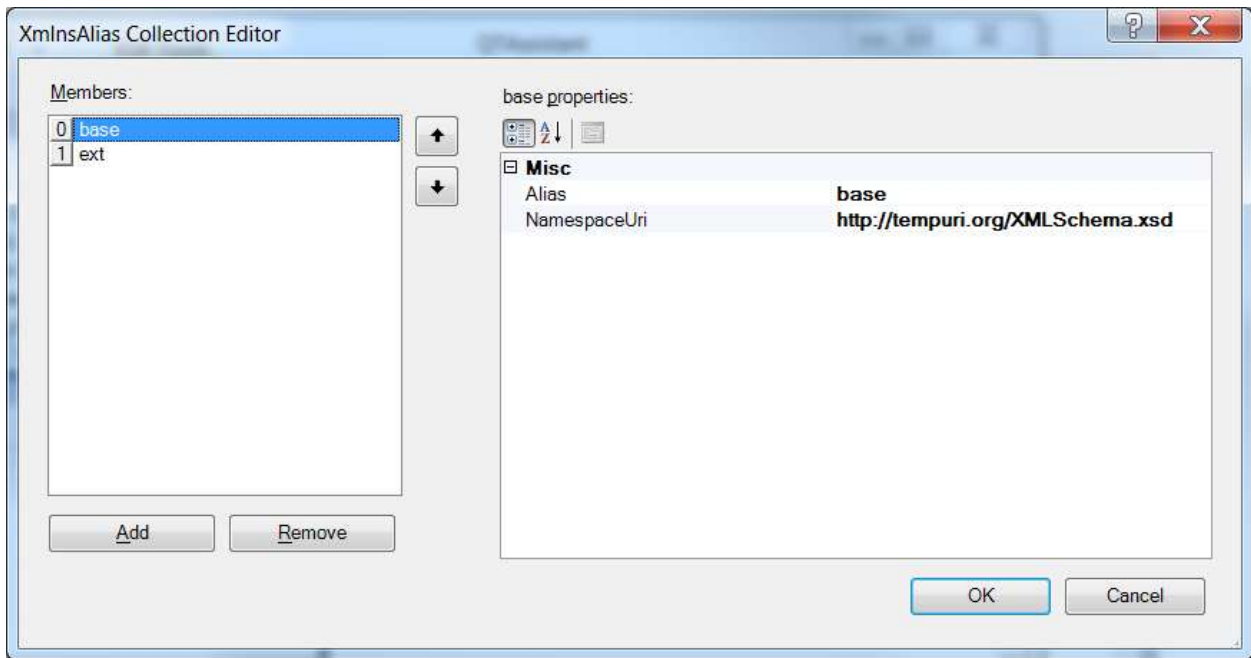 XmlnsAlias Collection Editor
QTAssistant
Members:
base properties:
0 base
1 ext
Misc
Alias base
NamespaceUri http://tempuri.org/XMLSchema.xsd
Add
Remove
OK
Cancel